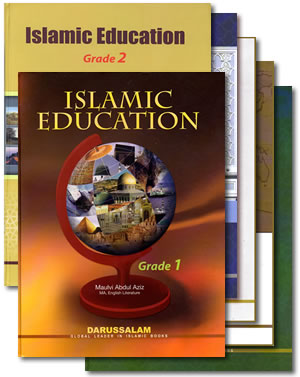 Islamic Education
Grade 2
ISLAMIC
EDUCATION
Grade 1
Maulvi Abdul Aziz
MA, English Literature
DARUSSALAM
GLOBAL LEADER IN ISLAMIC BOOKS